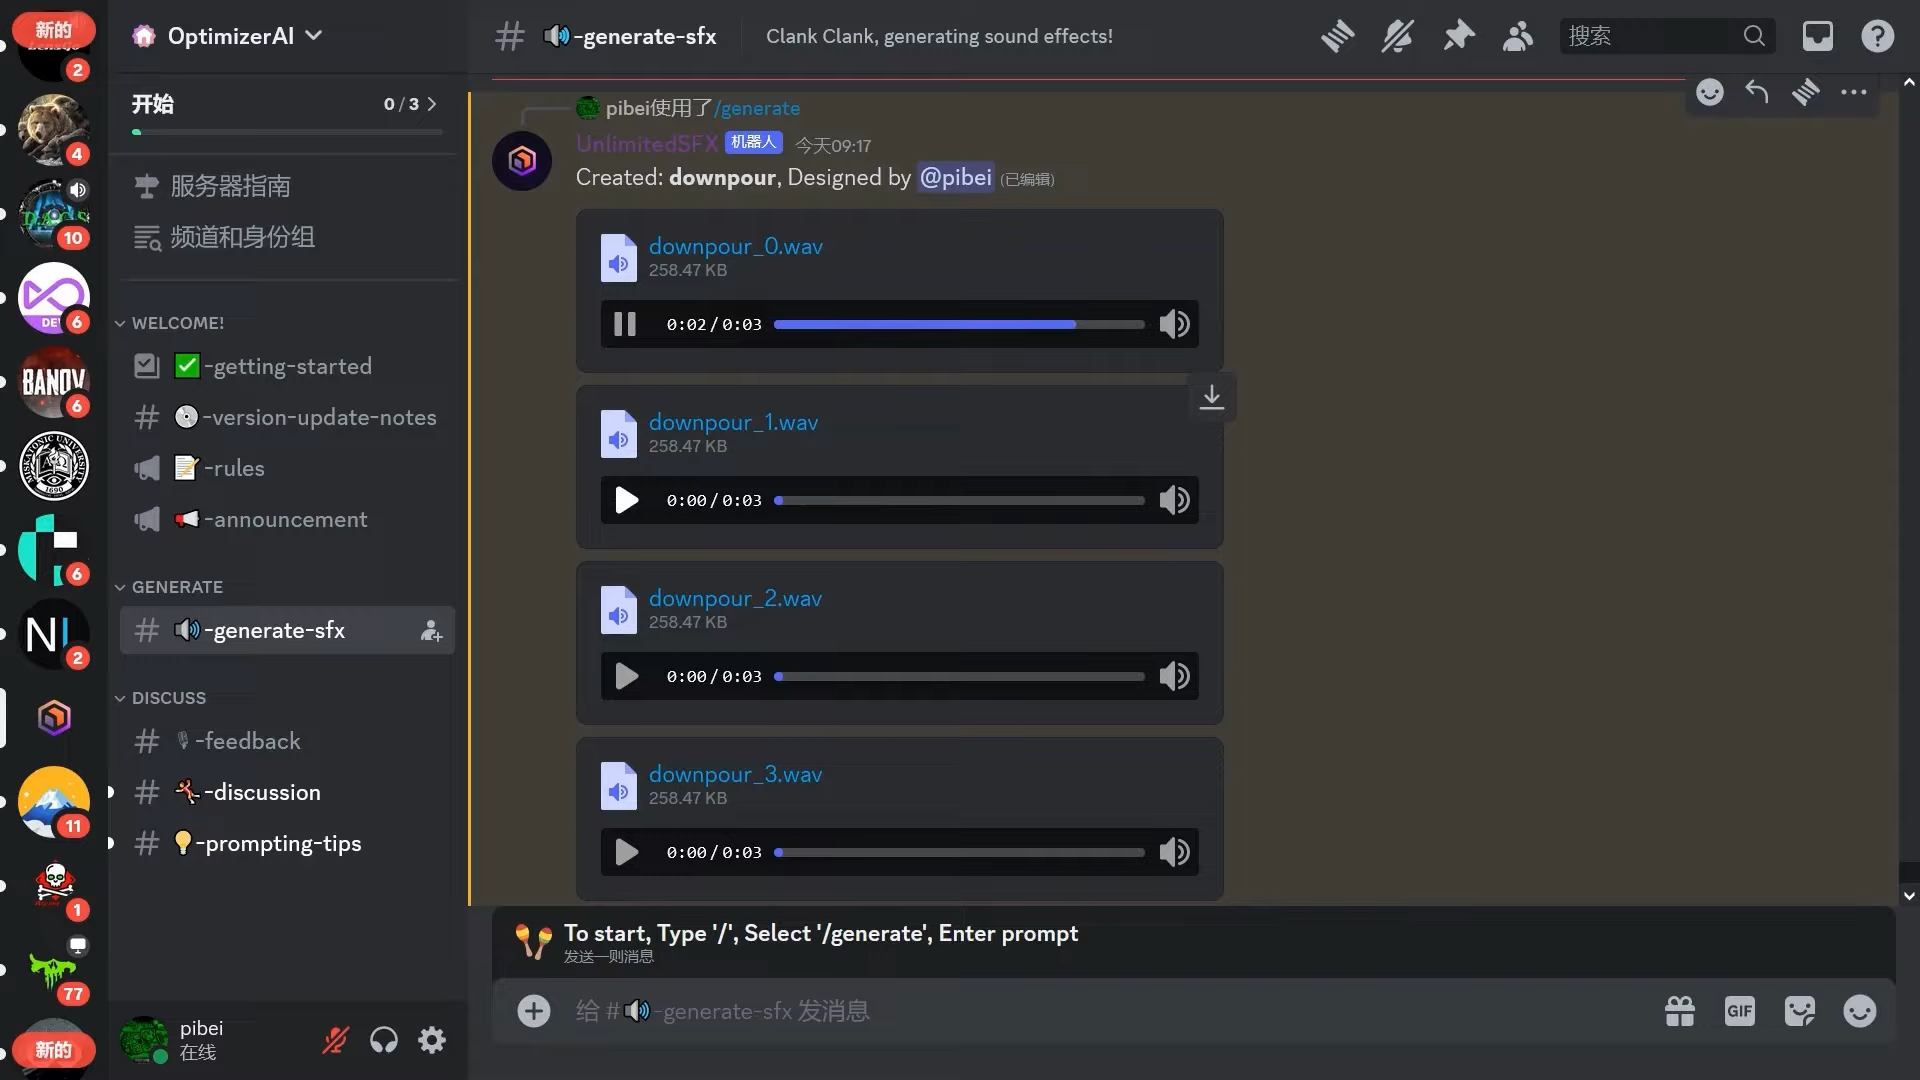 新的
2
4
10
DEV
6
BANOV
6
MISKATONIC UNIVERSITY
1690
6
NI
2
11
1
77
新的
OptimizerAI
开始
0 / 3
服务器指南
频道和身份组
WELCOME!
-getting-started
-version-update-notes
-rules
-announcement
GENERATE
-generate-sfx
DISCUSS
-feedback
-discussion
-prompting-tips
pibei
在线
-generate-sfx
Clank Clank, generating sound effects!
搜索
pibei使用了/generate
UnlimitedSFX 机器人 今天09:17
Created: downpour, Designed by @pibei (已编辑)
downpour_0.wav
258.47 KB
0:02 / 0:03
downpour_1.wav
258.47 KB
0:00 / 0:03
downpour_2.wav
258.47 KB
0:00 / 0:03
downpour_3.wav
258.47 KB
0:00 / 0:03
To start, Type '/', Select '/generate', Enter prompt
发送一则消息
给 #-generate-sfx 发消息
GIF